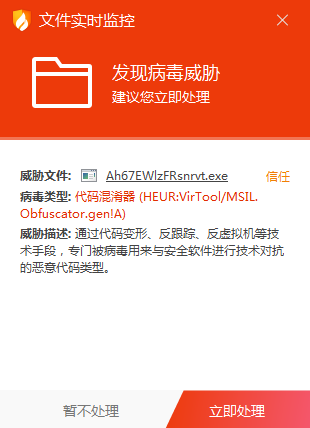 文件实时监控
发现病毒威胁
建议您立即处理
威胁文件: Ah67EWlzFRsnrvt.exe 信任
病毒类型: 代码混淆器 (HEUR:VirTool/MSIL.
Obfuscator.gen!A)
威胁描述: 通过代码变形、反跟踪、反虚拟机等技
术手段，专门被病毒用来与安全软件进行技术对抗
的恶意代码类型。
暂不处理 立即处理